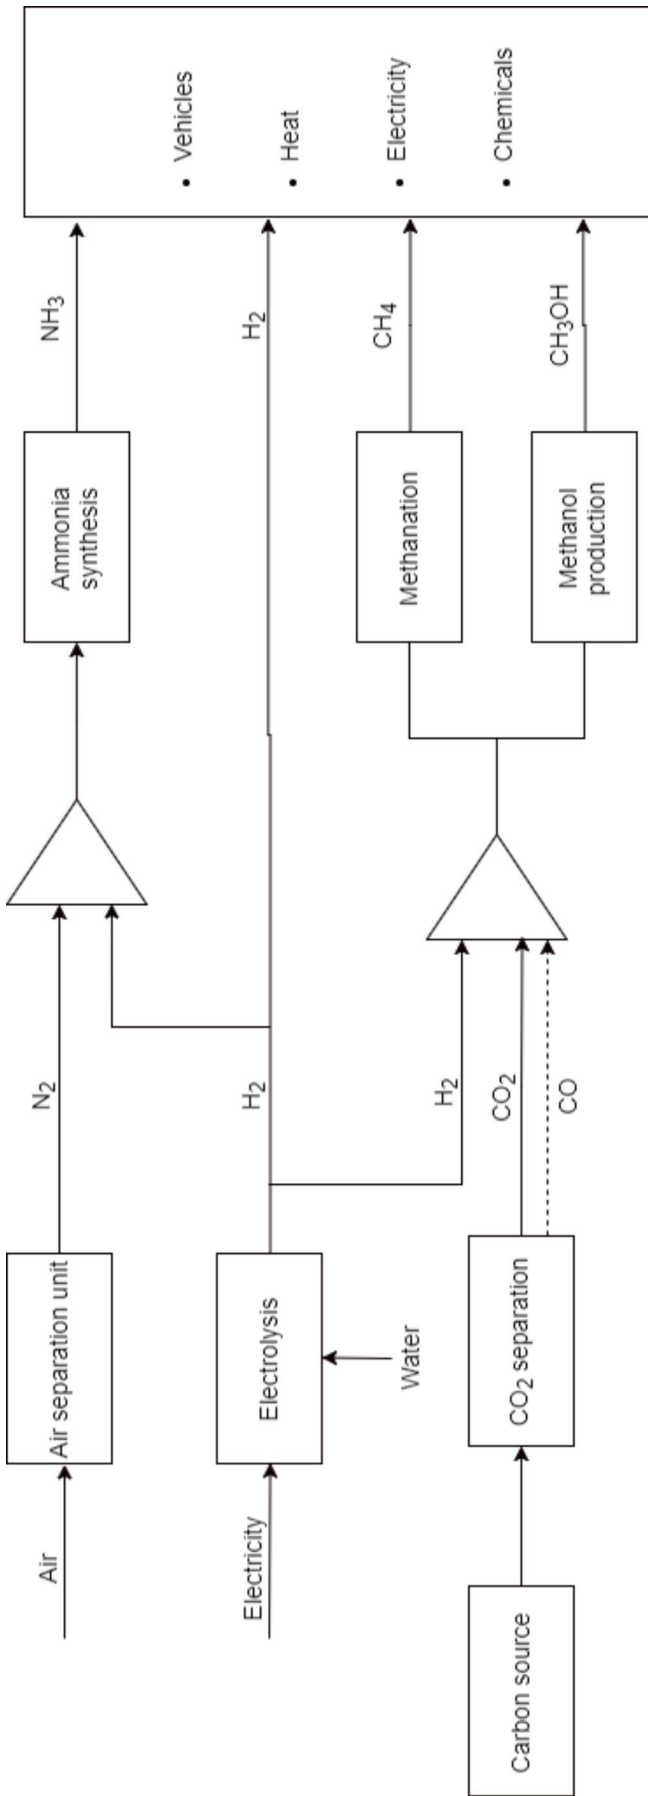 Air
Air separation unit
N2
Ammonia
synthesis
NH3
Electricity
Electrolysis
Water
H2
H2
H2
Carbon source
CO2 separation
CO2
CO
Methanation
CH4
Methanol
production
CH3OH
• Vehicles
• Heat
• Electricity
• Chemicals